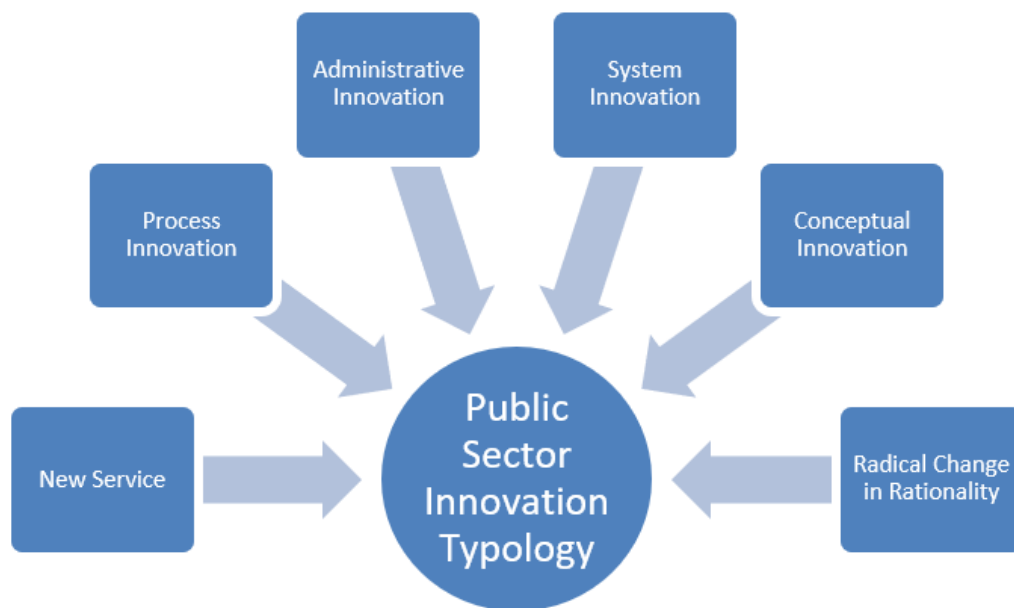 Administrative
Innovation
System
Innovation
Process
Innovation
Conceptual
Innovation
New Service
Public
Sector
Innovation
Typology
Radical Change
in Rationality